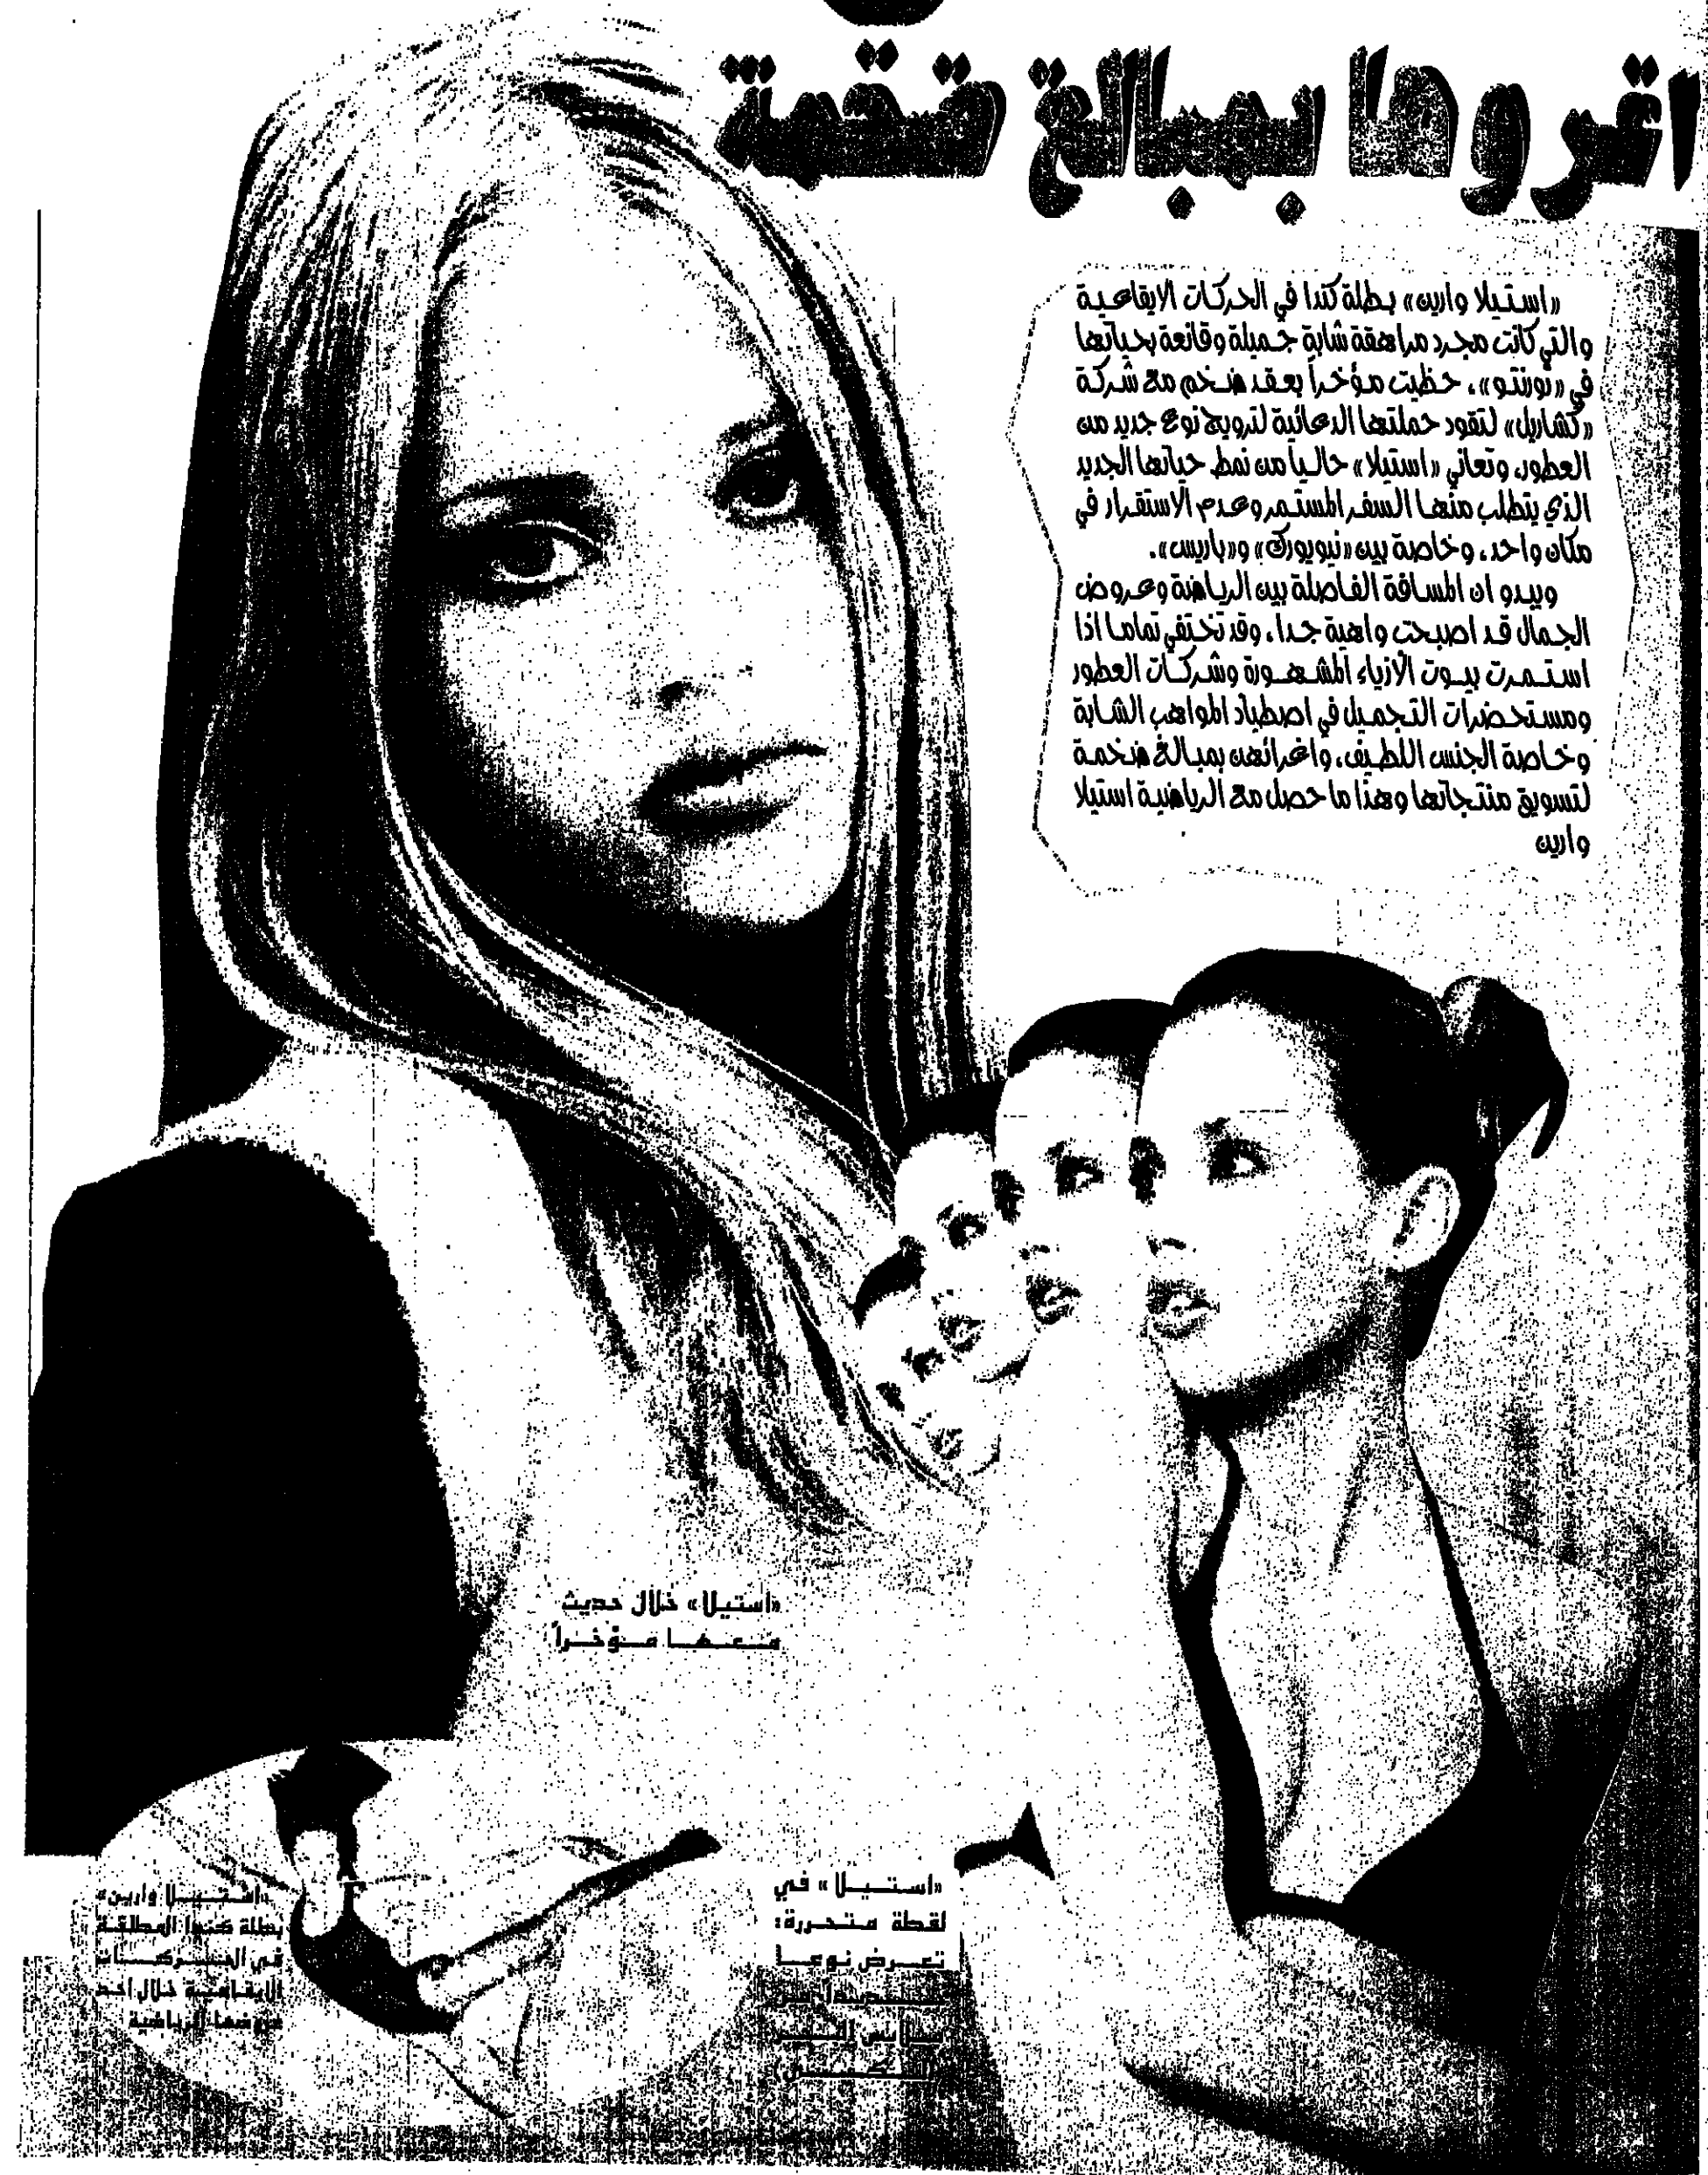 اغروها بمبالغ ضخمة
«استيلا وارين» بطلة كندا في الحركات الايقاعية
والتي كانت مجرد مراهقة شابة جميلة وقانعة بحياتها
في «تورنتو»، حظيت مؤخراً بعقد ضخم مع شركة
«كشاريل» لتقود حملتها الدعائية لترويج نوع جديد من
العطور، وتعاني «استيلا» حالياً من نمط حياتها الجديد
الذي يتطلب منها السفر المستمر وعدم الاستقرار في
مكان واحد، وخاصة بين «نيويورك» و«باريس».
ويبدو ان المسافة الفاصلة بين الرياضة وعروض
الجمال قد اصبحت واهية جدا، وقد تختفي تماما اذا
استمرت بيوت الأزياء المشهورة وشركات العطور
ومستحضرات التجميل في اصطياد المواهب الشابة
وخاصة الجنس اللطيف، واغرائهن بمبالغ ضخمة
لتسويق منتجاتها وهذا ما حصل مع الرياضية استيلا
وارين
«استيلا» خلال حديث
معها مؤخراً
«استيلا» في
لقطة متحررة:
تعرض نوعا
جديدا من
ملابس
«استيلا وارين»
بطلة كندا المطلقة
في الحركات
الايقاعية خلال احد
عروضها الرياضية